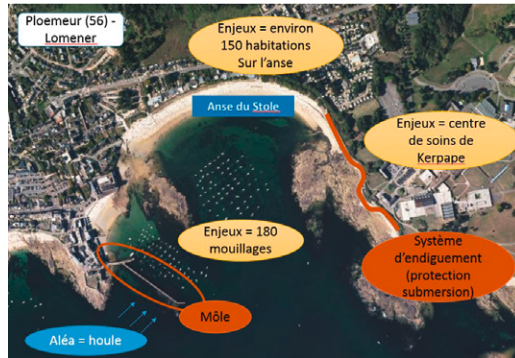 Ploemeur (56) -
Lomener
Enjeux = environ
150 habitations
Sur l'anse
Anse du Stole
Enjeux = centre
de soins de
Kerpape
Enjeux = 180
mouillages
Système
d'endiguement
(protection
submersion)
Môle
Aléa = houle